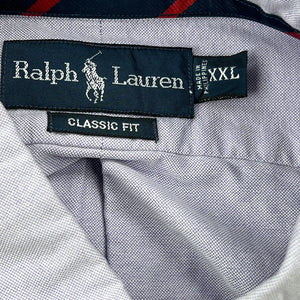 Ralph Lauren
MADE IN
PHILIPPINES
XXL
CLASSIC FIT